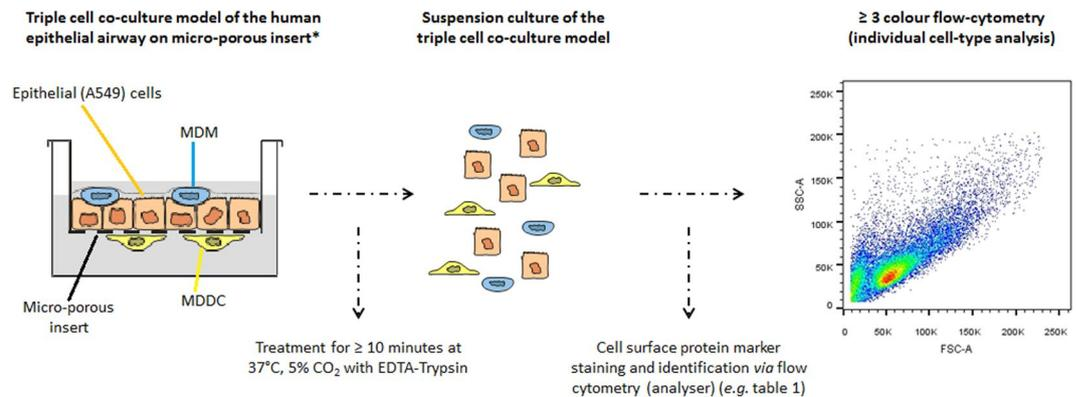 Triple cell co-culture model of the human
epithelial airway on micro-porous insert*
Suspension culture of the
triple cell co-culture model
≥ 3 colour flow-cytometry
(individual cell-type analysis)
Epithelial (A549) cells
MDM
MDDC
Micro-porous
insert
Treatment for ≥ 10 minutes at
37°C, 5% CO₂ with EDTA-Trypsin
Cell surface protein marker
staining and identification via flow
cytometry (analyser) (e.g. table 1)
250K
200K
150K
100K
50K
0
SSC-A
0 50K 100K 150K 200K 250K
FSC-A